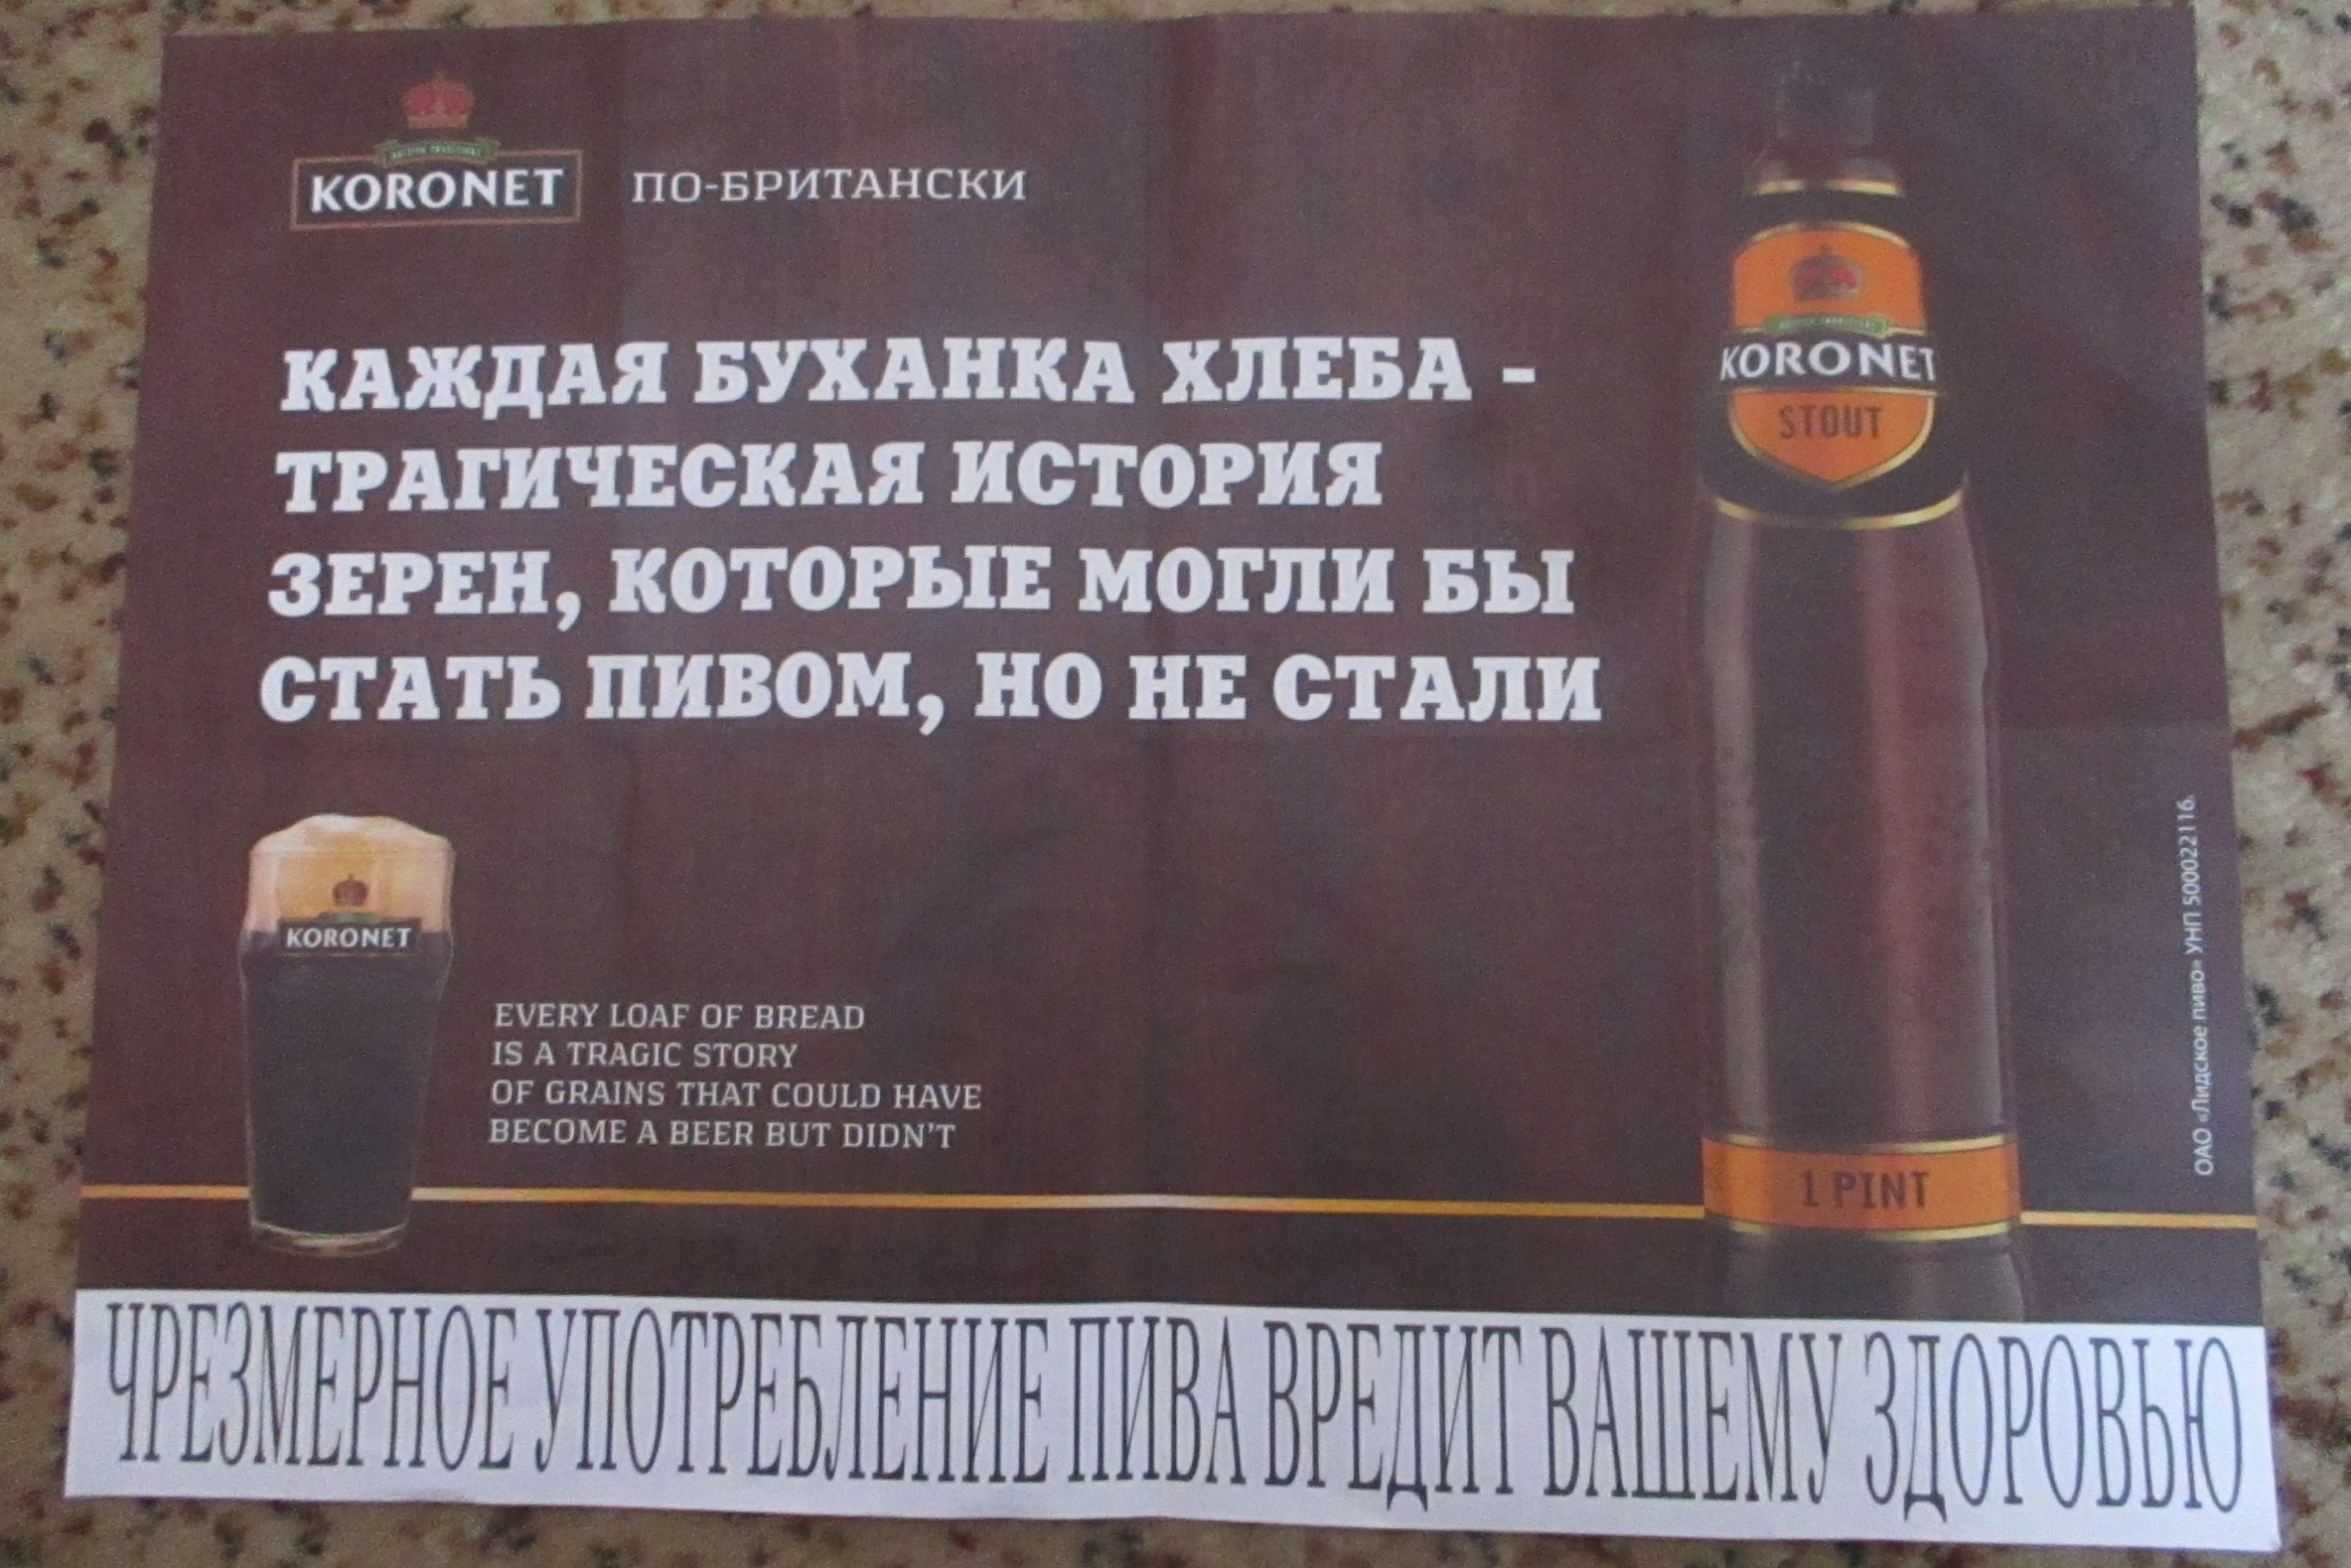 KORONET ПО-БРИТАНСКИ
КАЖДАЯ БУХАНКА ХЛЕБА -
ТРАГИЧЕСКАЯ ИСТОРИЯ
ЗЕРЕН, КОТОРЫЕ МОГЛИ БЫ
СТАТЬ ПИВОМ, НО НЕ СТАЛИ
KORONET
STOUT
KORONET
EVERY LOAF OF BREAD
IS A TRAGIC STORY
OF GRAINS THAT COULD HAVE
BECOME A BEER BUT DIDN'T
1 PINT
ОАО «Лидское пиво» УНП 500022116.
ЧРЕЗМЕРНОЕ УПОТРЕБЛЕНИЕ ПИВА ВРЕДИТ ВАШЕМУ ЗДОРОВЬЮ